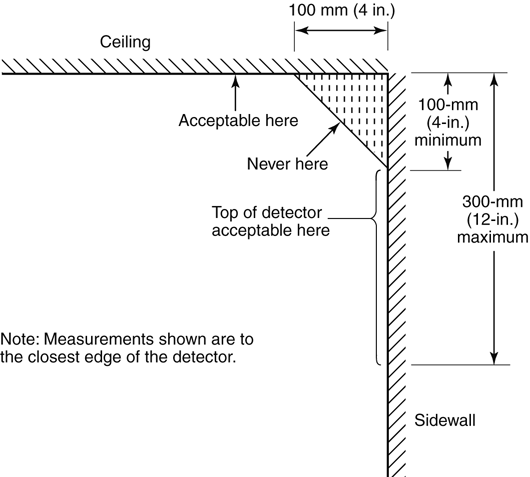 100 mm (4 in.)
Ceiling
Acceptable here
100-mm
(4-in.)
minimum
Never here
Top of detector
acceptable here
300-mm
(12-in.)
maximum
Note: Measurements shown are to
the closest edge of the detector.
Sidewall